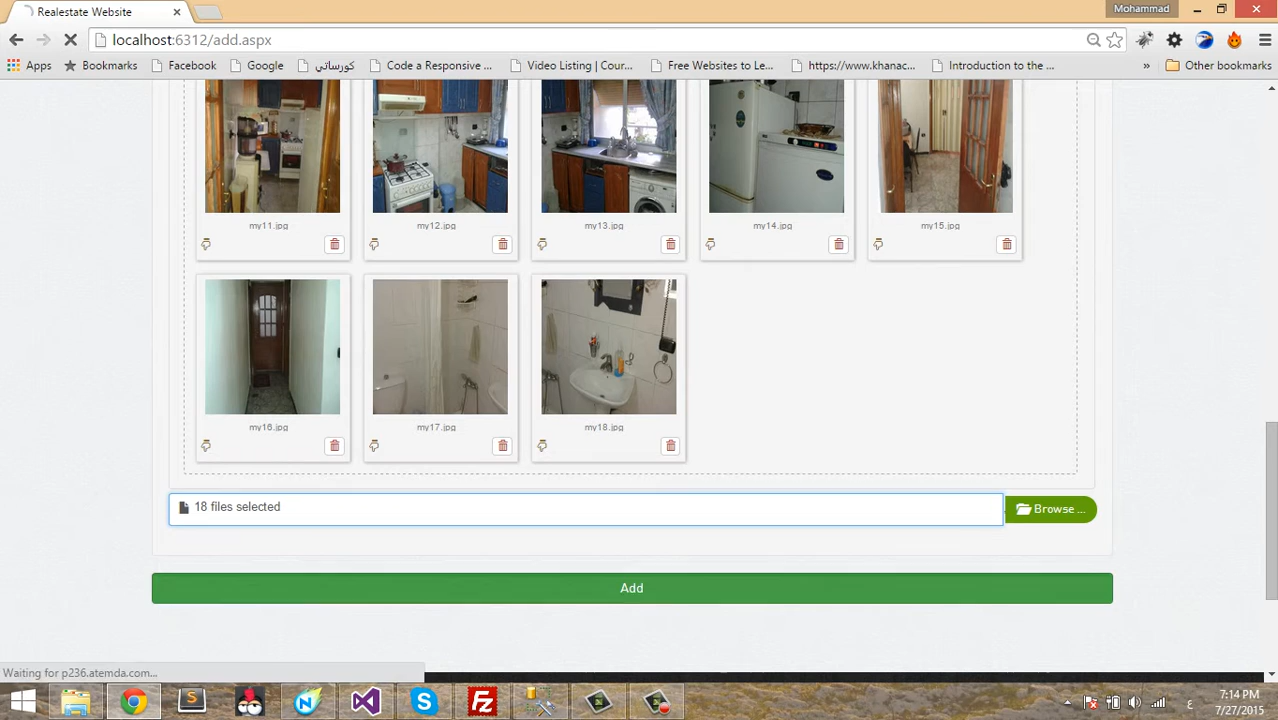 Realestate Website
Mohammad
localhost:6312/add.aspx
Apps Bookmarks Facebook Google كورساتي Code a Responsive ... Video Listing | Cour... Free Websites to Le... https://www.khanac... Introduction to the ... » Other bookmarks
my11.jpg my12.jpg my13.jpg my14.jpg my15.jpg
my16.jpg my17.jpg my18.jpg
18 files selected
Browse ...
Add
Waiting for p236.atemda.com...
7:14 PM
ع
7/27/2015